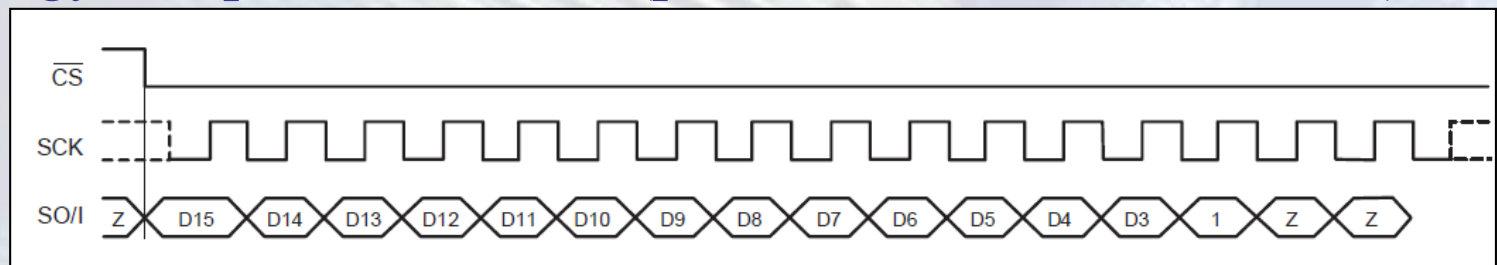 CS
SCK
SO/I Z D15 D14 D13 D12 D11 D10 D9 D8 D7 D6 D5 D4 D3 1 Z Z